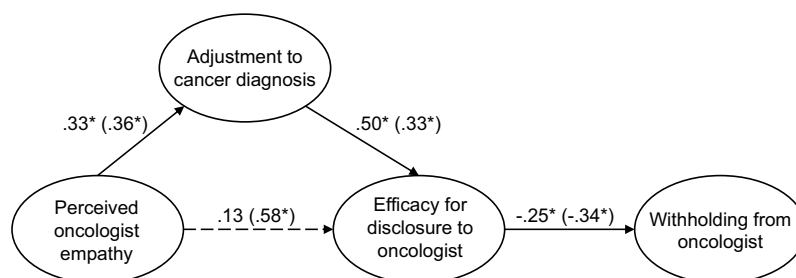 Adjustment to
cancer diagnosis
.33* (.36*)
.50* (.33*)
Perceived
oncologist
empathy
.13 (.58*)
Efficacy for
disclosure to
oncologist
-.25* (-.34*)
Withholding from
oncologist